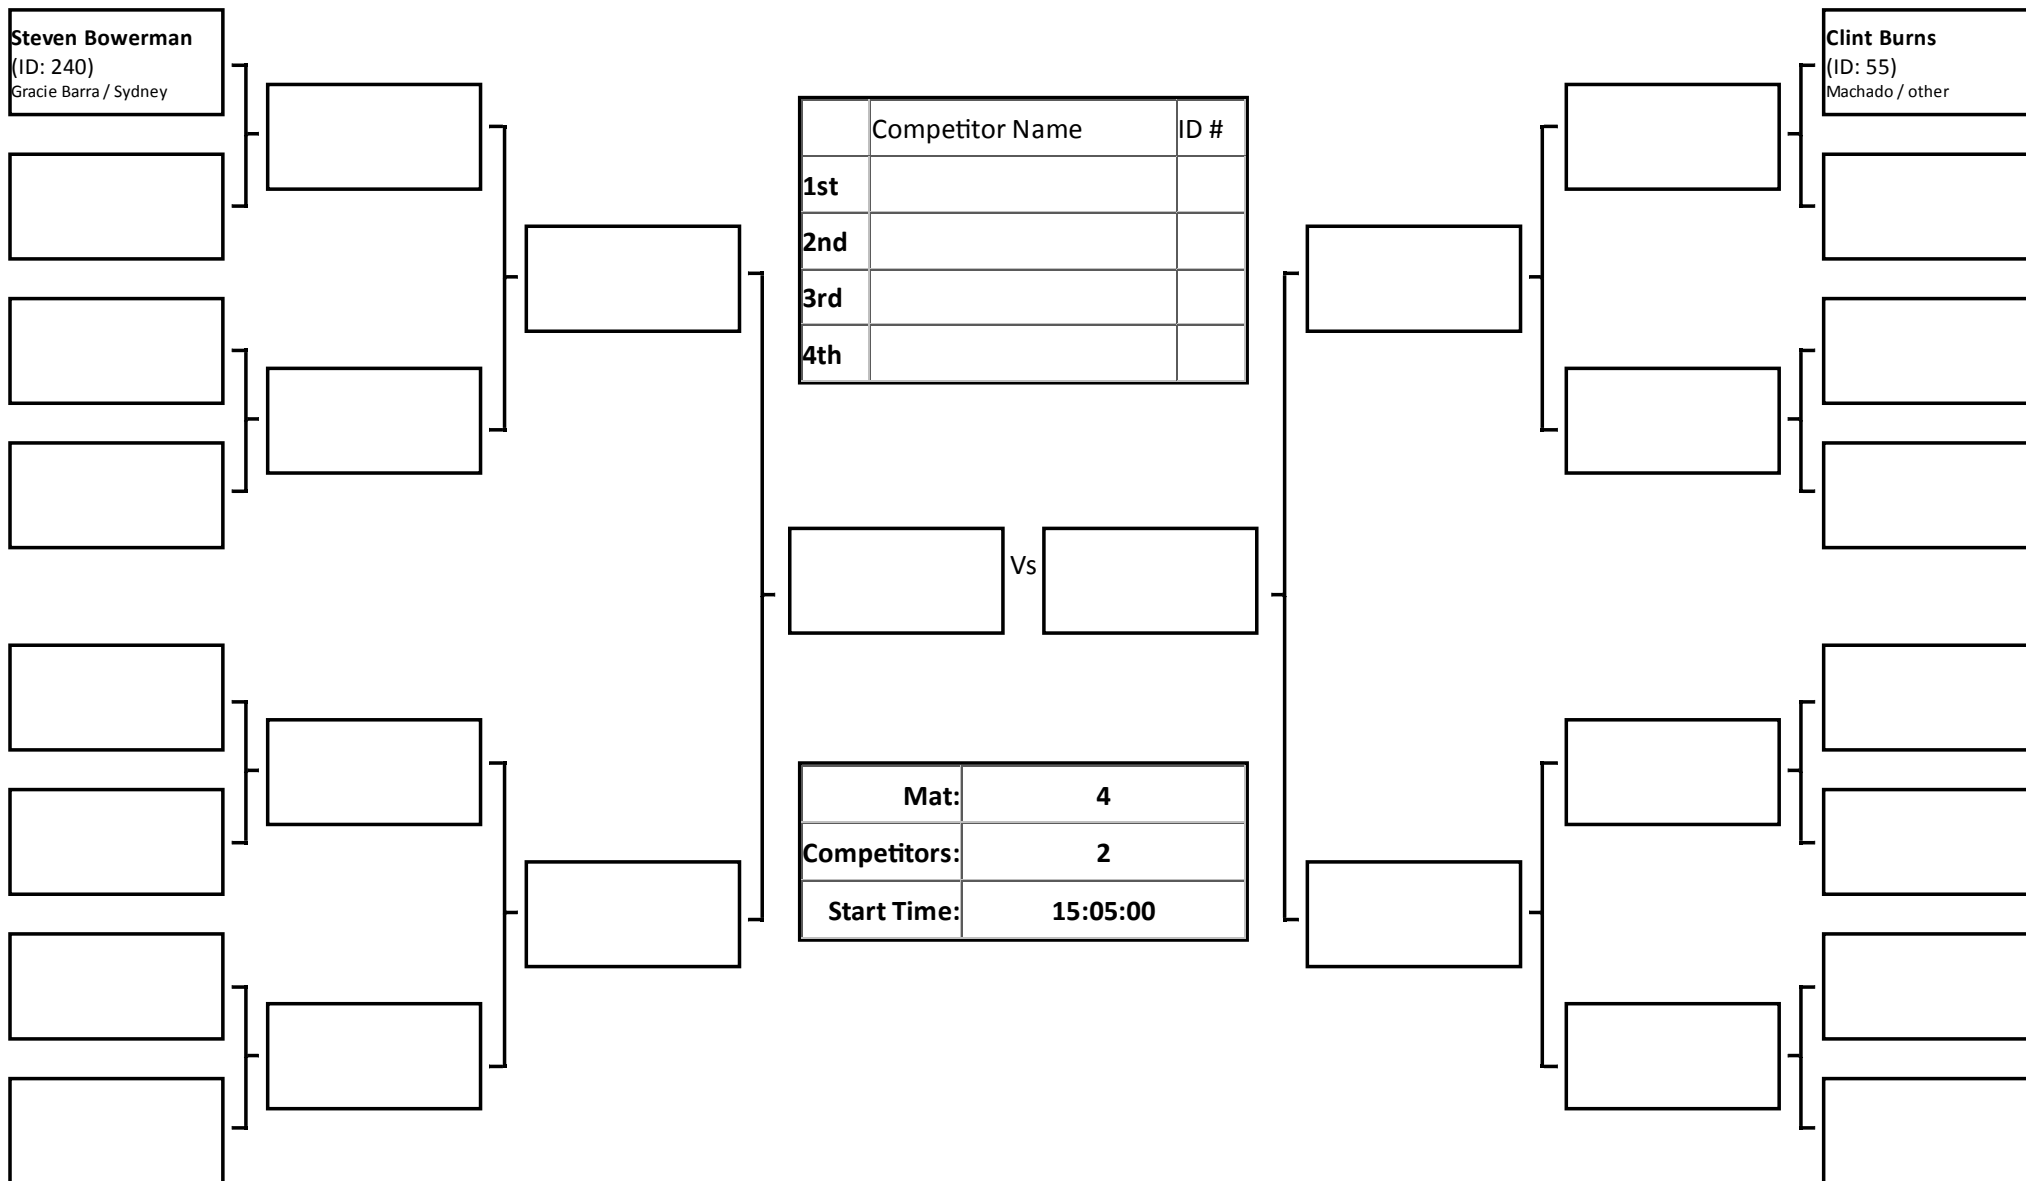 Steven Bowerman
(ID: 240)
Gracie Barra / Sydney
Clint Burns
(ID: 55)
Machado / other
Competitor Name ID #
1st
2nd
3rd
4th
Vs
Mat: 4
Competitors: 2
Start Time: 15:05:00